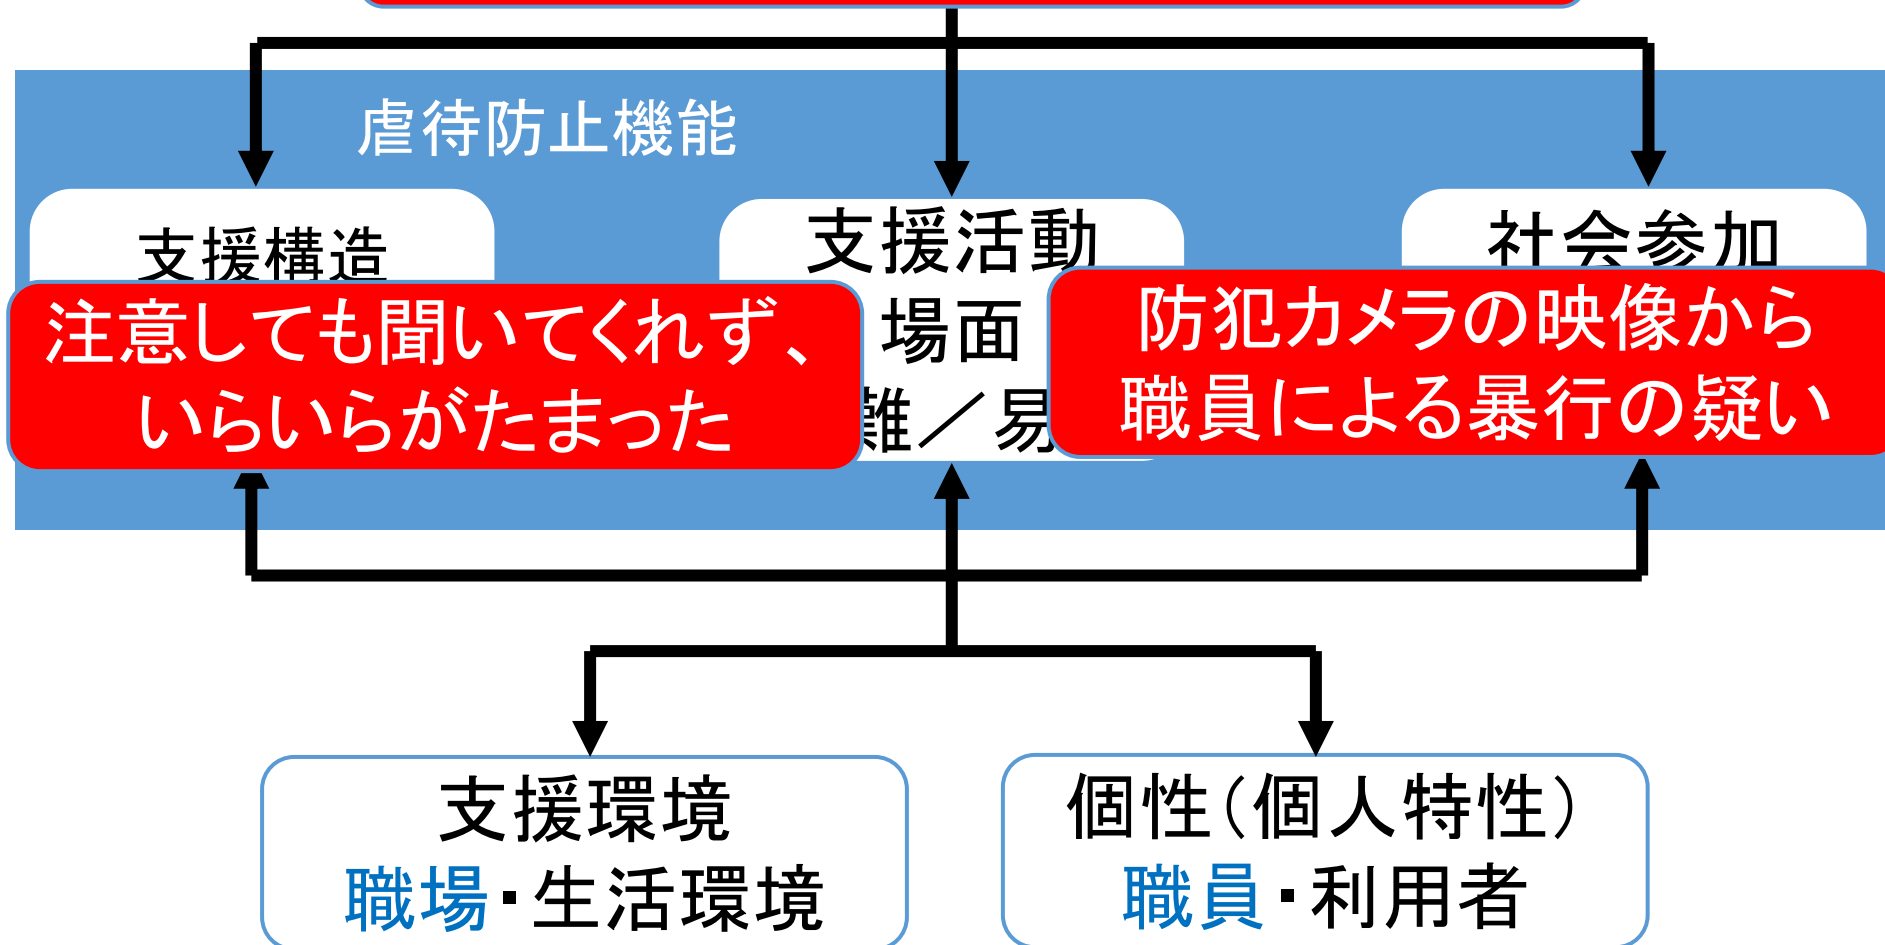 虐待防止機能
支援構造
支援活動
場面
難／易
社会参加
注意しても聞いてくれず、
いらいらがたまった
防犯カメラの映像から
職員による暴行の疑い
支援環境
職場・生活環境
個性（個人特性）
職員・利用者